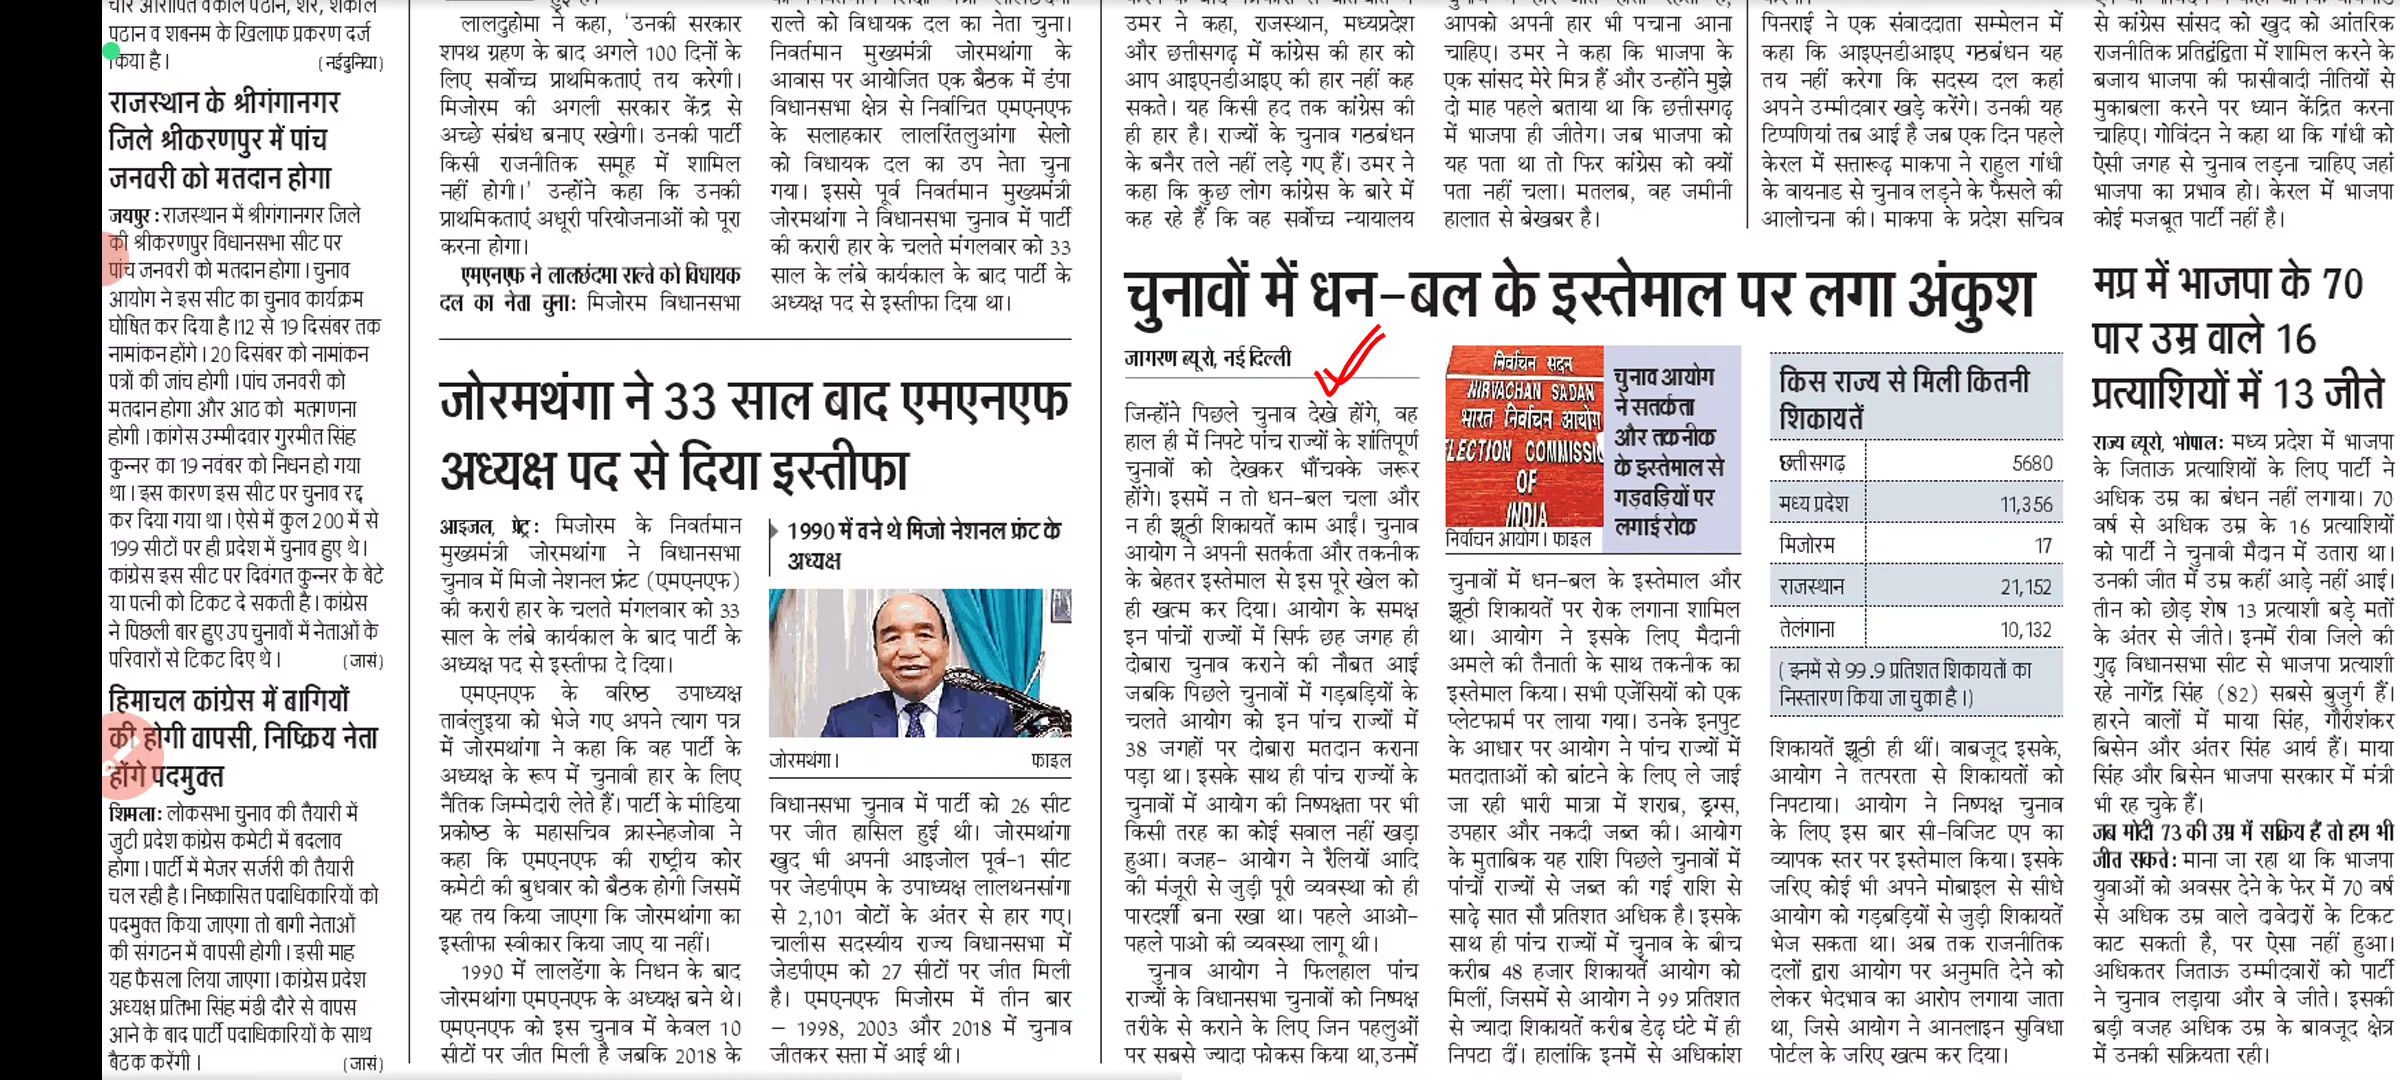 चार आरोपित वकील पठान, शेर, शकील
पठान व शबनम के खिलाफ प्रकरण दर्ज
किया है। (नईदुनिया)
राजस्थान के श्रीगंगानगर
जिले श्रीकरणपुर में पांच
जनवरी को मतदान होगा
जयपुर : राजस्थान में श्रीगंगानगर जिले
की श्रीकरणपुर विधानसभा सीट पर
पांच जनवरी को मतदान होगा। चुनाव
आयोग ने इस सीट का चुनाव कार्यक्रम
घोषित कर दिया है।12 से 19 दिसंबर तक
नामांकन होंगे। 20 दिसंबर को नामांकन
पत्रों की जांच होगी। पांच जनवरी को
मतदान होगा और आठ को मतगणना
होगी। कांगेस उम्मीदवार गुरमीत सिंह
कुन्नर का 19 नवंबर को निधन हो गया
था। इस कारण इस सीट पर चुनाव रद्द
कर दिया गया था। ऐसे में कुल 200 में से
199 सीटों पर ही प्रदेश में चुनाव हुए थे।
कांग्रेस इस सीट पर दिवंगत कुन्नर के बेटे
या पत्नी को टिकट दे सकती है। कांग्रेस
ने पिछली बार हुए उप चुनावों में नेताओं के
परिवारों से टिकट दिए थे। (जासं)
हिमाचल कांग्रेस में बागियों
की होगी वापसी, निष्क्रिय नेता
होंगे पदमुक्त
शिमला: लोकसभा चुनाव की तैयारी में
जुटी प्रदेश कांग्रेस कमेटी में बदलाव
होगा। पार्टी में मेजर सर्जरी की तैयारी
चल रही है। निष्कासित पदाधिकारियों को
पदमुक्त किया जाएगा तो बागी नेताओं
की संगठन में वापसी होगी। इसी माह
यह फैसला लिया जाएगा। कांग्रेस प्रदेश
अध्यक्ष प्रतिभा सिंह मंडी दौरे से वापस
आने के बाद पार्टी पदाधिकारियों के साथ
बैठक करेंगी। (जासं)
लालदुहोमा ने कहा, 'उनकी सरकार
शपथ ग्रहण के बाद अगले 100 दिनों के
लिए सर्वोच्च प्राथमिकताएं तय करेगी।
मिजोरम की अगली सरकार केंद्र से
अच्छे संबंध बनाए रखेगी। उनकी पार्टी
किसी राजनीतिक समूह में शामिल
नहीं होगी।' उन्होंने कहा कि उनकी
प्राथमिकताएं अधूरी परियोजनाओं को पूरा
करना होगा।
एमएनएफ ने लालछंदमा राल्ते को विधायक
दल का नेता चुना: मिजोरम विधानसभा
राल्ते को विधायक दल का नेता चुना।
निवर्तमान मुख्यमंत्री जोरमथंगा के
आवास पर आयोजित एक बैठक में डंपा
विधानसभा क्षेत्र से निर्वाचित एमएनएफ
के सलाहकार लालरिंतलुआंगा सेलो
को विधायक दल का उप नेता चुना
गया। इससे पूर्व निवर्तमान मुख्यमंत्री
जोरमथंगा ने विधानसभा चुनाव में पार्टी
की करारी हार के चलते मंगलवार को 33
साल के लंबे कार्यकाल के बाद पार्टी के
अध्यक्ष पद से इस्तीफा दिया था।
जोरमथंगा ने 33 साल बाद एमएनएफ
अध्यक्ष पद से दिया इस्तीफा
आइजल, प्रेट्र: मिजोरम के निवर्तमान
मुख्यमंत्री जोरमथंगा ने विधानसभा
चुनाव में मिजो नेशनल फ्रंट (एमएनएफ)
की करारी हार के चलते मंगलवार को 33
साल के लंबे कार्यकाल के बाद पार्टी के
अध्यक्ष पद से इस्तीफा दे दिया।
एमएनएफ के वरिष्ठ उपाध्यक्ष
तावंलुइया को भेजे गए अपने त्याग पत्र
में जोरमथंगा ने कहा कि वह पार्टी के
अध्यक्ष के रूप में चुनावी हार के लिए
नैतिक जिम्मेदारी लेते हैं। पार्टी के मीडिया
प्रकोष्ठ के महासचिव क्रास्नेहजोवा ने
कहा कि एमएनएफ की राष्ट्रीय कोर
कमेटी की बुधवार को बैठक होगी जिसमें
यह तय किया जाएगा कि जोरमथंगा का
इस्तीफा स्वीकार किया जाए या नहीं।
1990 में लालडेंगा के निधन के बाद
जोरमथंगा एमएनएफ के अध्यक्ष बने थे।
एमएनएफ को इस चुनाव में केवल 10
सीटों पर जीत मिली है जबकि 2018 के
1990 में बने थे मिजो नेशनल फ्रंट के
अध्यक्ष
जोरमथंगा। फाइल
विधानसभा चुनाव में पार्टी को 26 सीट
पर जीत हासिल हुई थी। जोरमथंगा
खुद भी अपनी आइजोल पूर्व-1 सीट
पर जेडपीएम के उपाध्यक्ष लालथनसांगा
से 2,101 वोटों के अंतर से हार गए।
चालीस सदस्यीय राज्य विधानसभा में
जेडपीएम को 27 सीटों पर जीत मिली
है। एमएनएफ मिजोरम में तीन बार
– 1998, 2003 और 2018 में चुनाव
जीतकर सत्ता में आई थी।
उमर ने कहा, राजस्थान, मध्यप्रदेश
और छत्तीसगढ़ में कांग्रेस की हार को
आप आइएनडीआइए की हार नहीं कह
सकते। यह किसी हद तक कांग्रेस की
ही हार है। राज्यों के चुनाव गठबंधन
के बनैर तले नहीं लड़े गए हैं। उमर ने
कहा कि कुछ लोग कांग्रेस के बारे में
कह रहे हैं कि वह सर्वोच्च न्यायालय
आपको अपनी हार भी पचाना आना
चाहिए। उमर ने कहा कि भाजपा के
एक सांसद मेरे मित्र हैं और उन्होंने मुझे
दो माह पहले बताया था कि छत्तीसगढ़
में भाजपा ही जीतेग। जब भाजपा को
यह पता था तो फिर कांग्रेस को क्यों
पता नहीं चला। मतलब, वह जमीनी
हालात से बेखबर है।
पिनराई ने एक संवाददाता सम्मेलन में
कहा कि आइएनडीआइए गठबंधन यह
तय नहीं करेगा कि सदस्य दल कहां
अपने उम्मीदवार खड़े करेंगे। उनकी यह
टिप्पणियां तब आई है जब एक दिन पहले
केरल में सत्तारूढ़ माकपा ने राहुल गांधी
के वायनाड से चुनाव लड़ने के फैसले की
आलोचना की। माकपा के प्रदेश सचिव
से कांग्रेस सांसद को खुद को आंतरिक
राजनीतिक प्रतिद्वंद्विता में शामिल करने के
बजाय भाजपा की फासीवादी नीतियों से
मुकाबला करने पर ध्यान केंद्रित करना
चाहिए। गोविंदन ने कहा था कि गांधी को
ऐसी जगह से चुनाव लड़ना चाहिए जहां
भाजपा का प्रभाव हो। केरल में भाजपा
कोई मजबूत पार्टी नहीं है।
चुनावों में धन-बल के इस्तेमाल पर लगा अंकुश
जागरण ब्यूरो, नई दिल्ली
जिन्होंने पिछले चुनाव देखे होंगे, वह
हाल ही में निपटे पांच राज्यों के शांतिपूर्ण
चुनावों को देखकर भौंचक्के जरूर
होंगे। इसमें न तो धन-बल चला और
न ही झूठी शिकायतें काम आईं। चुनाव
आयोग ने अपनी सतर्कता और तकनीक
के बेहतर इस्तेमाल से इस पूरे खेल को
ही खत्म कर दिया। आयोग के समक्ष
इन पांचों राज्यों में सिर्फ छह जगह ही
दोबारा चुनाव कराने की नौबत आई
जबकि पिछले चुनावों में गड़बड़ियों के
चलते आयोग को इन पांच राज्यों में
38 जगहों पर दोबारा मतदान कराना
पड़ा था। इसके साथ ही पांच राज्यों के
चुनावों में आयोग की निष्पक्षता पर भी
किसी तरह का कोई सवाल नहीं खड़ा
हुआ। वजह- आयोग ने रैलियों आदि
की मंजूरी से जुड़ी पूरी व्यवस्था को ही
पारदर्शी बना रखा था। पहले आओ-
पहले पाओ की व्यवस्था लागू थी।
चुनाव आयोग ने फिलहाल पांच
राज्यों के विधानसभा चुनावों को निष्पक्ष
तरीके से कराने के लिए जिन पहलुओं
पर सबसे ज्यादा फोकस किया था,उनमें
निर्वाचन सदन
NIRVACHAN SADAN
भारत निर्वाचन आयोग
ELECTION COMMISSI
OF
INDIA
निर्वाचन आयोग। फाइल
चुनाव आयोग
ने सतर्कता
और तकनीक
के इस्तेमाल से
गड़बड़ियों पर
लगाई रोक
चुनावों में धन-बल के इस्तेमाल और
झूठी शिकायतों पर रोक लगाना शामिल
था। आयोग ने इसके लिए मैदानी
अमले की तैनाती के साथ तकनीक का
इस्तेमाल किया। सभी एजेंसियों को एक
प्लेटफार्म पर लाया गया। उनके इनपुट
के आधार पर आयोग ने पांच राज्यों में
मतदाताओं को बांटने के लिए ले जाई
जा रही भारी मात्रा में शराब, ड्रग्स,
उपहार और नकदी जब्त की। आयोग
के मुताबिक यह राशि पिछले चुनावों में
पांचों राज्यों से जब्त की गई राशि से
साढ़े सात सौ प्रतिशत अधिक है। इसके
साथ ही पांच राज्यों में चुनाव के बीच
करीब 48 हजार शिकायतें आयोग को
मिलीं, जिसमें से आयोग ने 99 प्रतिशत
से ज्यादा शिकायतें करीब डेढ़ घंटे में ही
निपटा दीं। हालांकि इनमें से अधिकांश
किस राज्य से मिली कितनी
शिकायतें
छत्तीसगढ़ 5680
मध्य प्रदेश 11,356
मिजोरम 17
राजस्थान 21,152
तेलंगाना 10,132
( इनमें से 99.9 प्रतिशत शिकायतों का
निस्तारण किया जा चुका है।)
शिकायतें झूठी ही थीं। वाबजूद इसके,
आयोग ने तत्परता से शिकायतों को
निपटाया। आयोग ने निष्पक्ष चुनाव
के लिए इस बार सी-विजिट एप का
व्यापक स्तर पर इस्तेमाल किया। इसके
जरिए कोई भी अपने मोबाइल से सीधे
आयोग को गड़बड़ियों से जुड़ी शिकायतें
भेज सकता था। अब तक राजनीतिक
दलों द्वारा आयोग पर अनुमति देने को
लेकर भेदभाव का आरोप लगाया जाता
था, जिसे आयोग ने आनलाइन सुविधा
पोर्टल के जरिए खत्म कर दिया।
मप्र में भाजपा के 70
पार उम्र वाले 16
प्रत्याशियों में 13 जीते
राज्य ब्यूरो, भोपाल: मध्य प्रदेश में भाजपा
के जिताऊ प्रत्याशियों के लिए पार्टी ने
अधिक उम्र का बंधन नहीं लगाया। 70
वर्ष से अधिक उम्र के 16 प्रत्याशियों
को पार्टी ने चुनावी मैदान में उतारा था।
उनकी जीत में उम्र कहीं आड़े नहीं आई।
तीन को छोड़ शेष 13 प्रत्याशी बड़े मतों
के अंतर से जीते। इनमें रीवा जिले की
गुढ़ विधानसभा सीट से भाजपा प्रत्याशी
रहे नागेंद्र सिंह (82) सबसे बुजुर्ग हैं।
हारने वालों में माया सिंह, गौरीशंकर
बिसेन और अंतर सिंह आर्य हैं। माया
सिंह और बिसेन भाजपा सरकार में मंत्री
भी रह चुके हैं।
जब मोदी 73 की उम्र में सक्रिय हैं तो हम भी
जीत सकते: माना जा रहा था कि भाजपा
युवाओं को अवसर देने के फेर में 70 वर्ष
से अधिक उम्र वाले दावेदारों के टिकट
काट सकती है, पर ऐसा नहीं हुआ।
अधिकतर जिताऊ उम्मीदवारों को पार्टी
ने चुनाव लड़ाया और वे जीते। इसकी
बड़ी वजह अधिक उम्र के बावजूद क्षेत्र
में उनकी सक्रियता रही।